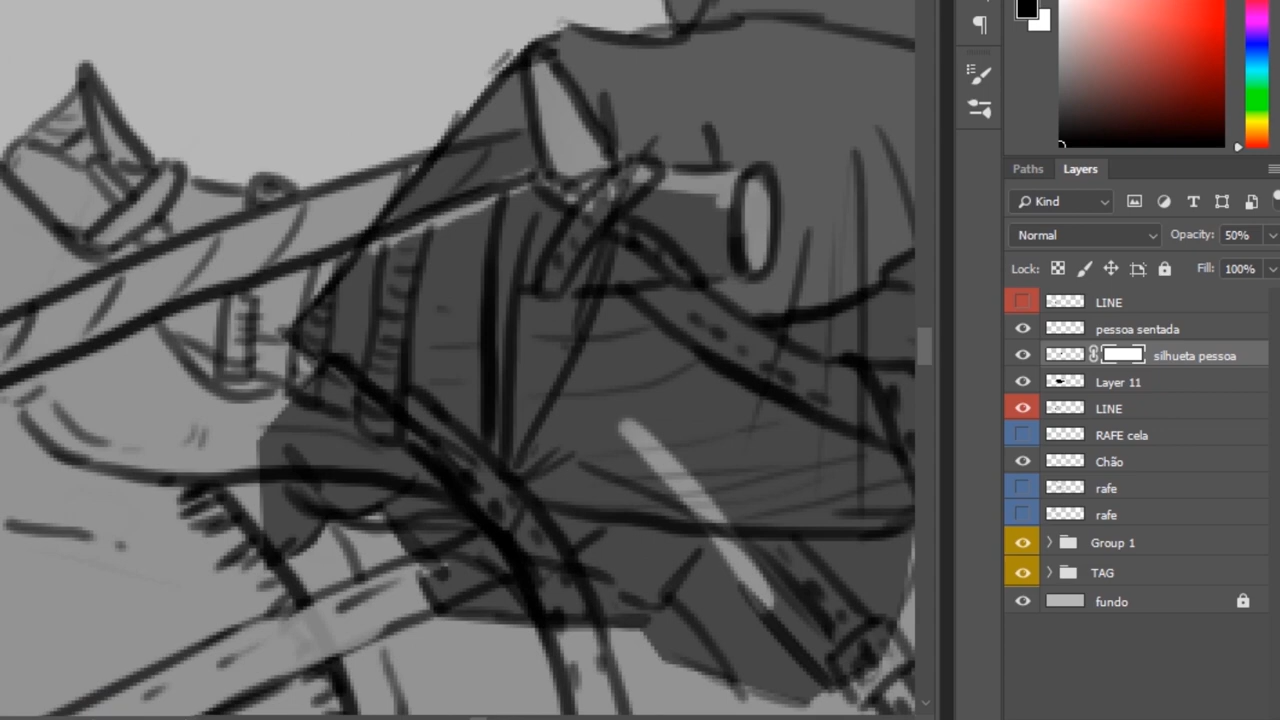 Paths Layers
Kind
Normal Opacity: 50%
Lock: Fill: 100%
LINE
pessoa sentada
silhueta pessoa
Layer 11
LINE
RAFE cela
Chão
rafe
rafe
Group 1
TAG
fundo